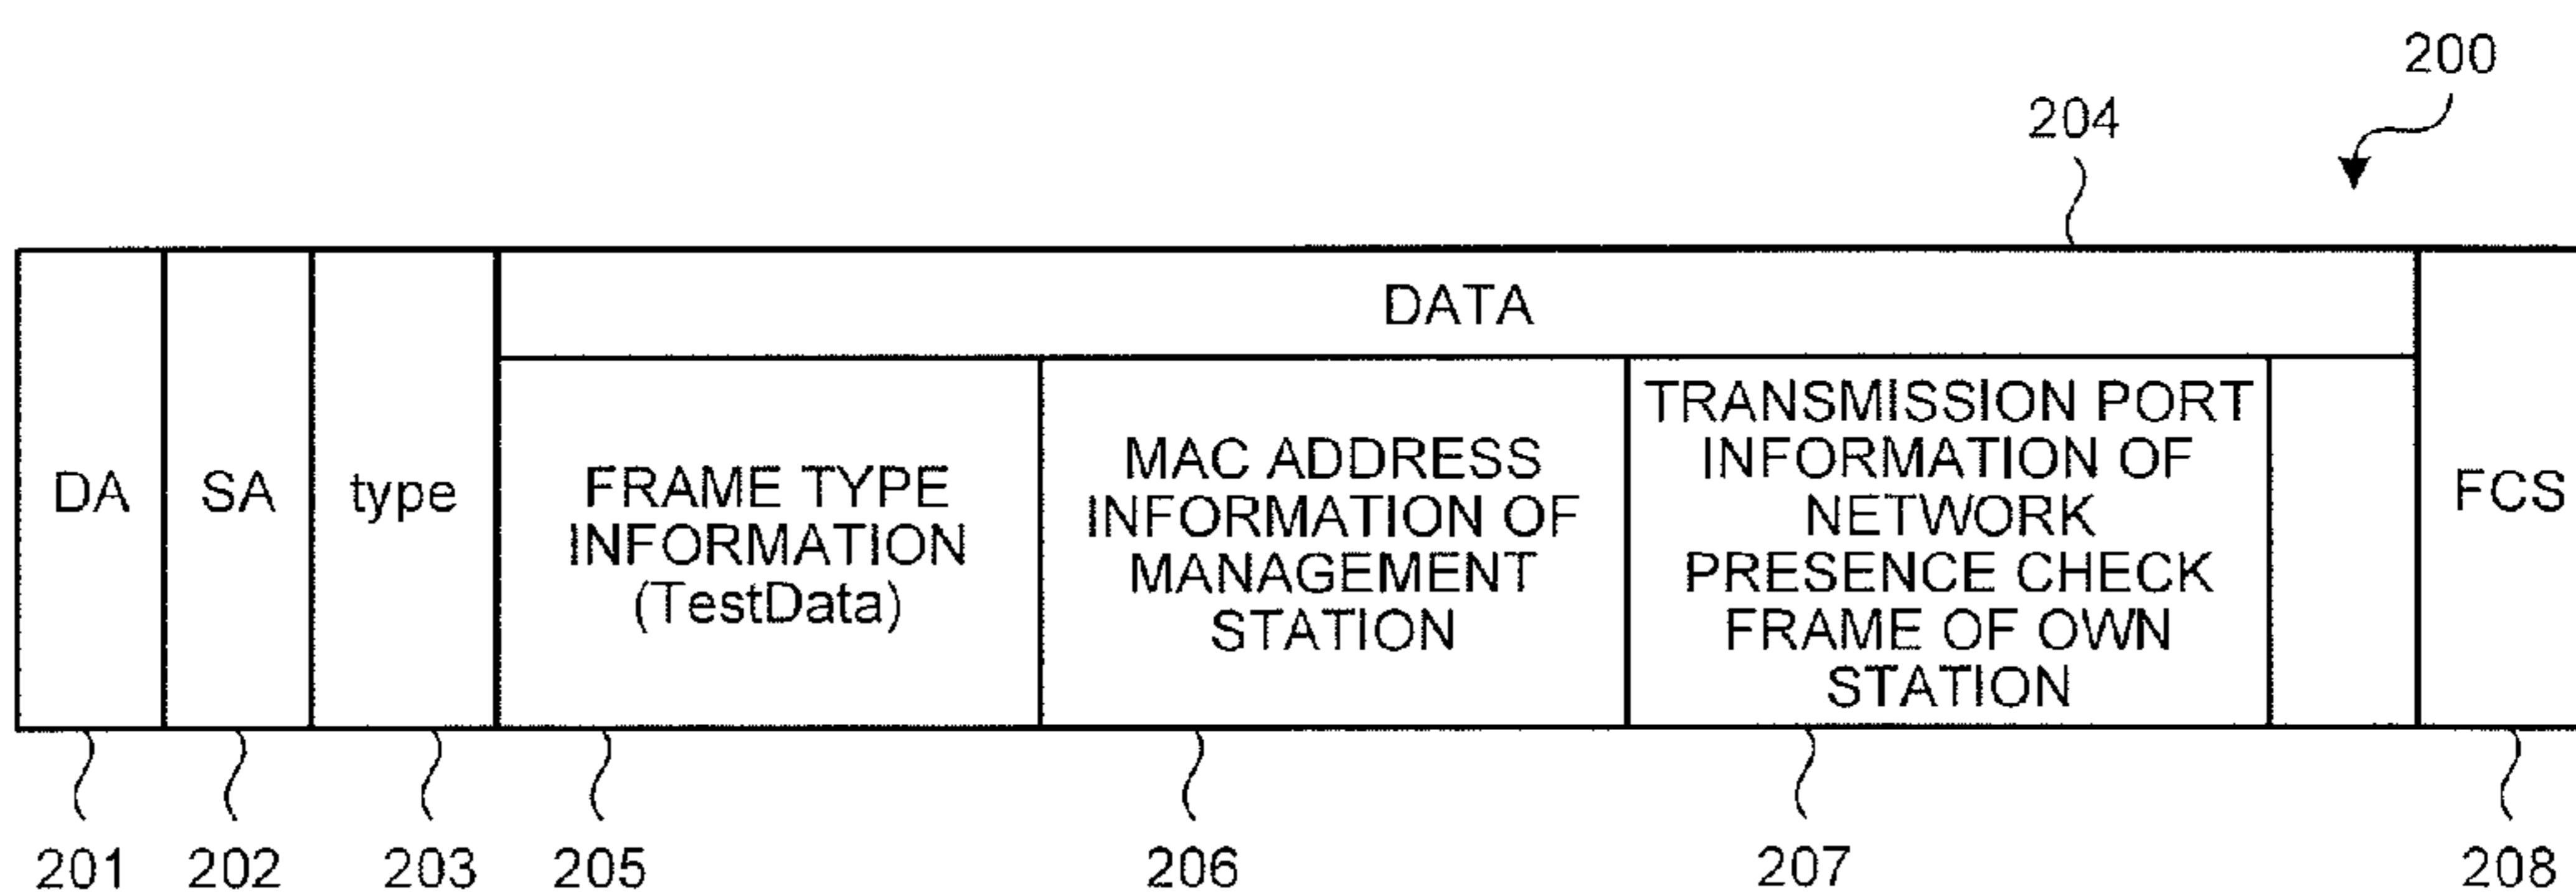 200
204
DATA
DA
SA
type
FRAME TYPE
INFORMATION
(TestData)
MAC ADDRESS
INFORMATION OF
MANAGEMENT
STATION
TRANSMISSION PORT
INFORMATION OF
NETWORK
PRESENCE CHECK
FRAME OF OWN
STATION
FCS
201
202
203
205
206
207
208